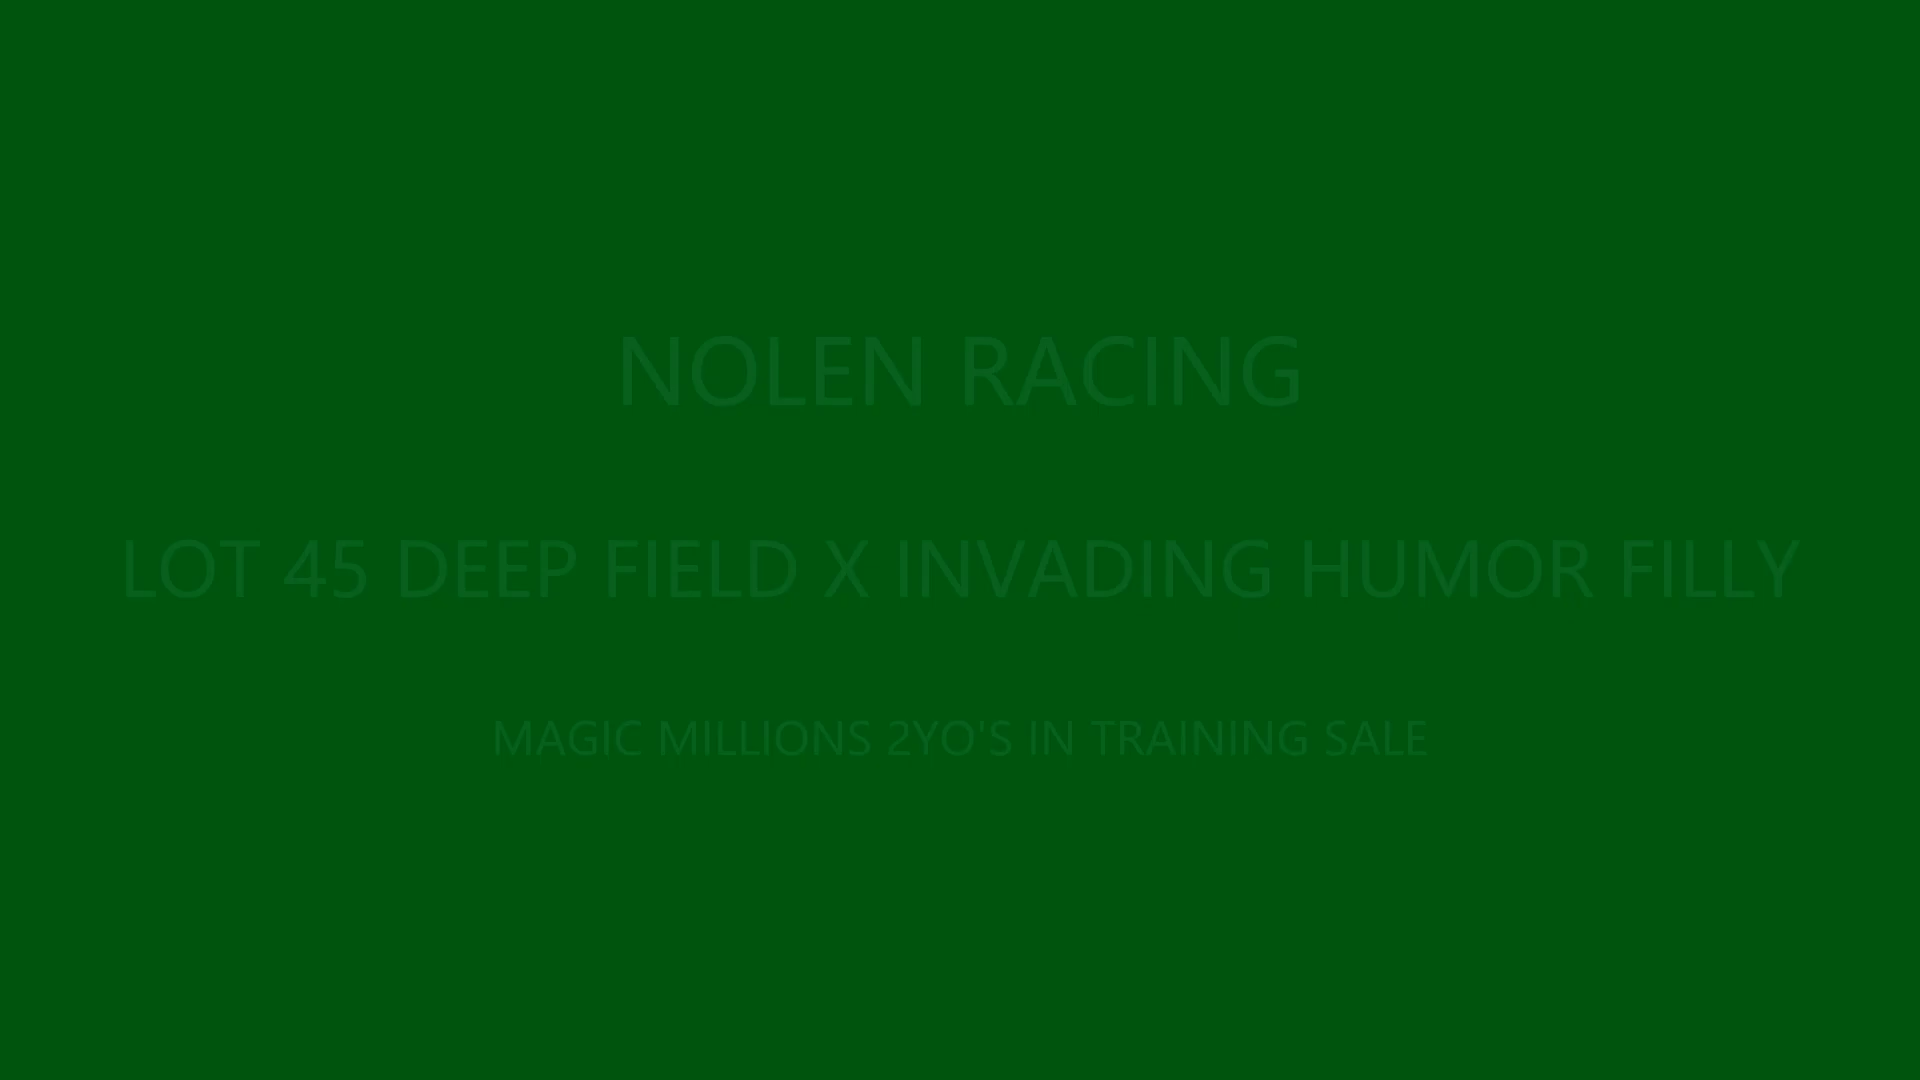 NOLEN RACING
LOT 45 DEEP FIELD X INVADING HUMOR FILLY
MAGIC MILLIONS 2YO'S IN TRAINING SALE